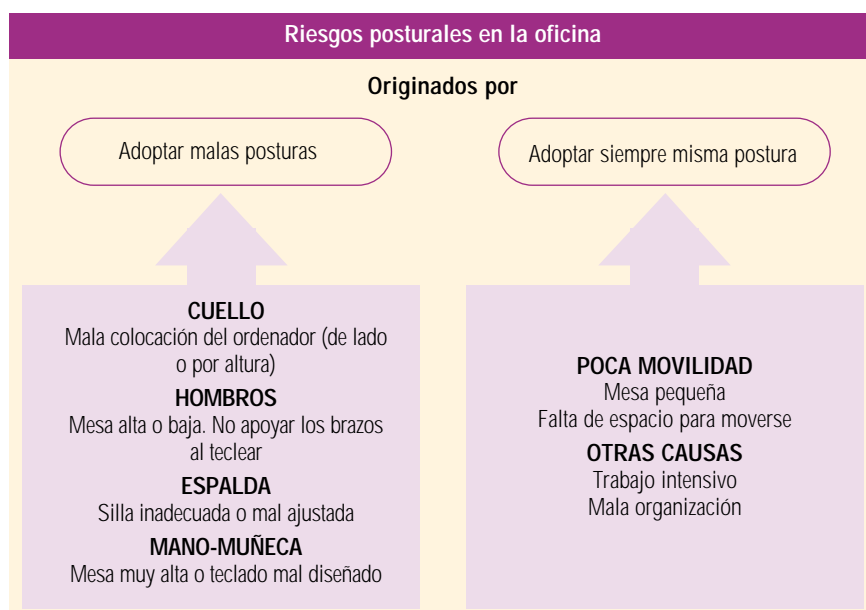 Riesgos posturales en la oficina
Originados por
Adoptar malas posturas
Adoptar siempre misma postura
CUELLO
Mala colocación del ordenador (de lado
o por altura)
HOMBROS
Mesa alta o baja. No apoyar los brazos
al teclear
ESPALDA
Silla inadecuada o mal ajustada
MANO-MUÑECA
Mesa muy alta o teclado mal diseñado
POCA MOVILIDAD
Mesa pequeña
Falta de espacio para moverse
OTRAS CAUSAS
Trabajo intensivo
Mala organización